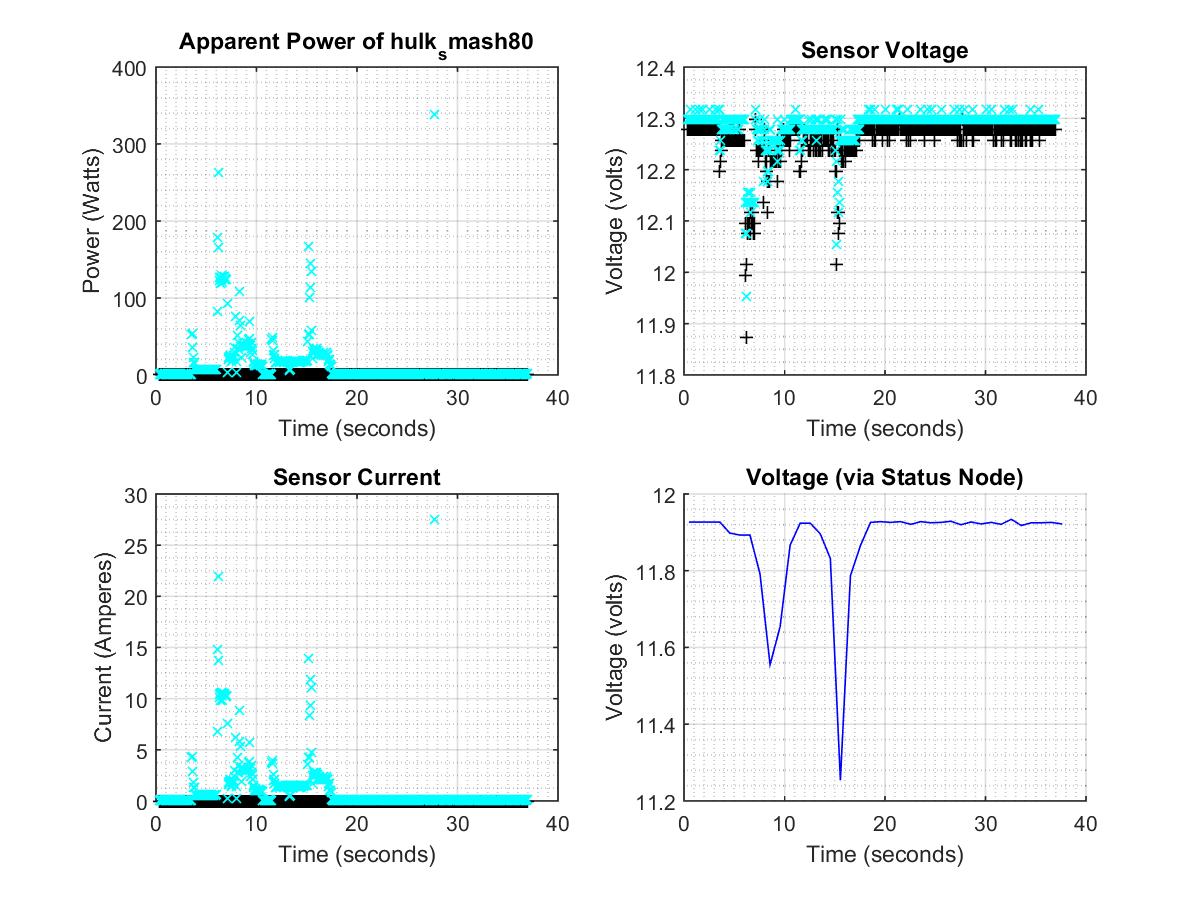 Apparent Power of hulksmash80
400
300
200
100
0
Power (Watts)
0 10 20 30 40
Time (seconds)
Sensor Voltage
12.4
12.3
12.2
12.1
12
11.9
11.8
Voltage (volts)
0 10 20 30 40
Time (seconds)
Sensor Current
30
25
20
15
10
5
0
Current (Amperes)
0 10 20 30 40
Time (seconds)
Voltage (via Status Node)
12
11.8
11.6
11.4
11.2
Voltage (volts)
0 10 20 30 40
Time (seconds)